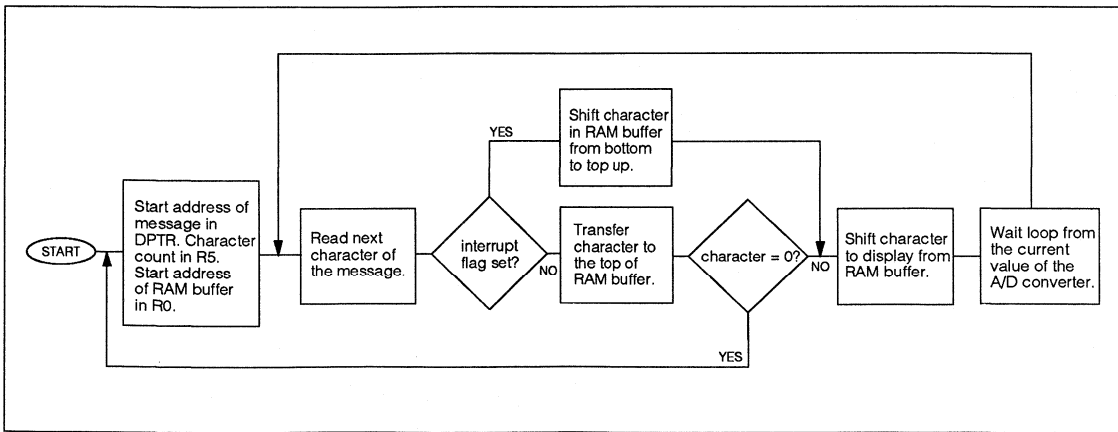 START
Start address of
message in
DPTR. Character
count in R5.
Start address
of RAM buffer
in R0.
Read next
character
of the message.
interrupt
flag set?
YES
Shift character
in RAM buffer
from bottom
to top up.
NO
Transfer
character to
the top of
RAM buffer.
character = 0?
YES
NO
Shift character
to display from
RAM buffer.
Wait loop from
the current
value of the
A/D converter.